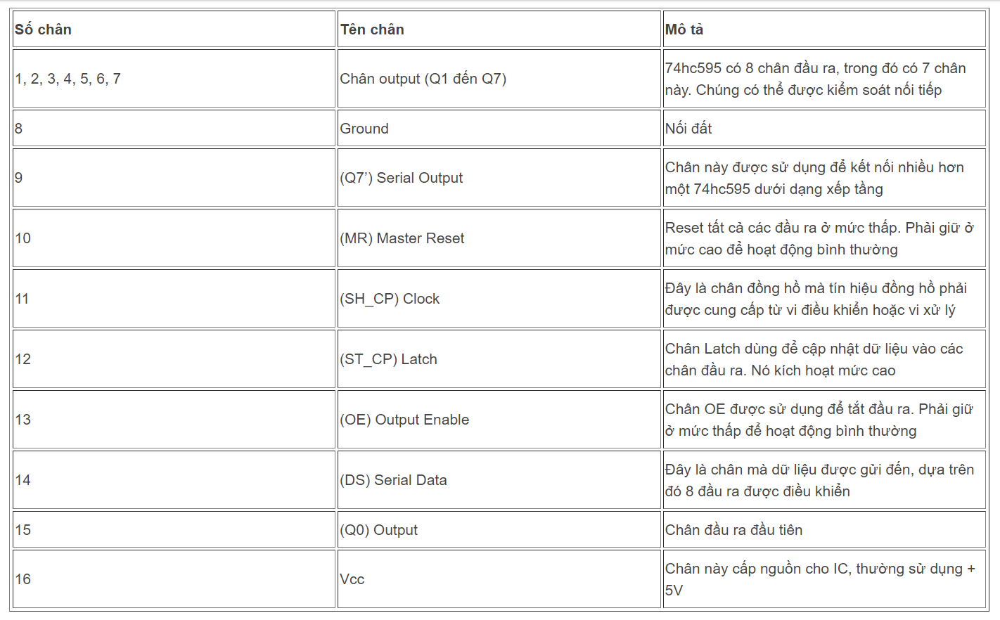 Số chân
Tên chân
Mô tả
1, 2, 3, 4, 5, 6, 7
Chân output (Q1 đến Q7)
74hc595 có 8 chân đầu ra, trong đó có 7 chân
này. Chúng có thể được kiểm soát nối tiếp
8
Ground
Nối đất
9
(Q7’) Serial Output
Chân này được sử dụng để kết nối nhiều hơn
một 74hc595 dưới dạng xếp tầng
10
(MR) Master Reset
Reset tất cả các đầu ra ở mức thấp. Phải giữ ở
mức cao để hoạt động bình thường
11
(SH_CP) Clock
Đây là chân đồng hồ mà tín hiệu đồng hồ phải
được cung cấp từ vi điều khiển hoặc vi xử lý
12
(ST_CP) Latch
Chân Latch dùng để cập nhật dữ liệu vào các
chân đầu ra. Nó kích hoạt mức cao
13
(OE) Output Enable
Chân OE được sử dụng để tắt đầu ra. Phải giữ
ở mức thấp để hoạt động bình thường
14
(DS) Serial Data
Đây là chân mà dữ liệu được gửi đến, dựa trên
đó 8 đầu ra được điều khiển
15
(Q0) Output
Chân đầu ra đầu tiên
16
Vcc
Chân này cấp nguồn cho IC, thường sử dụng +
5V